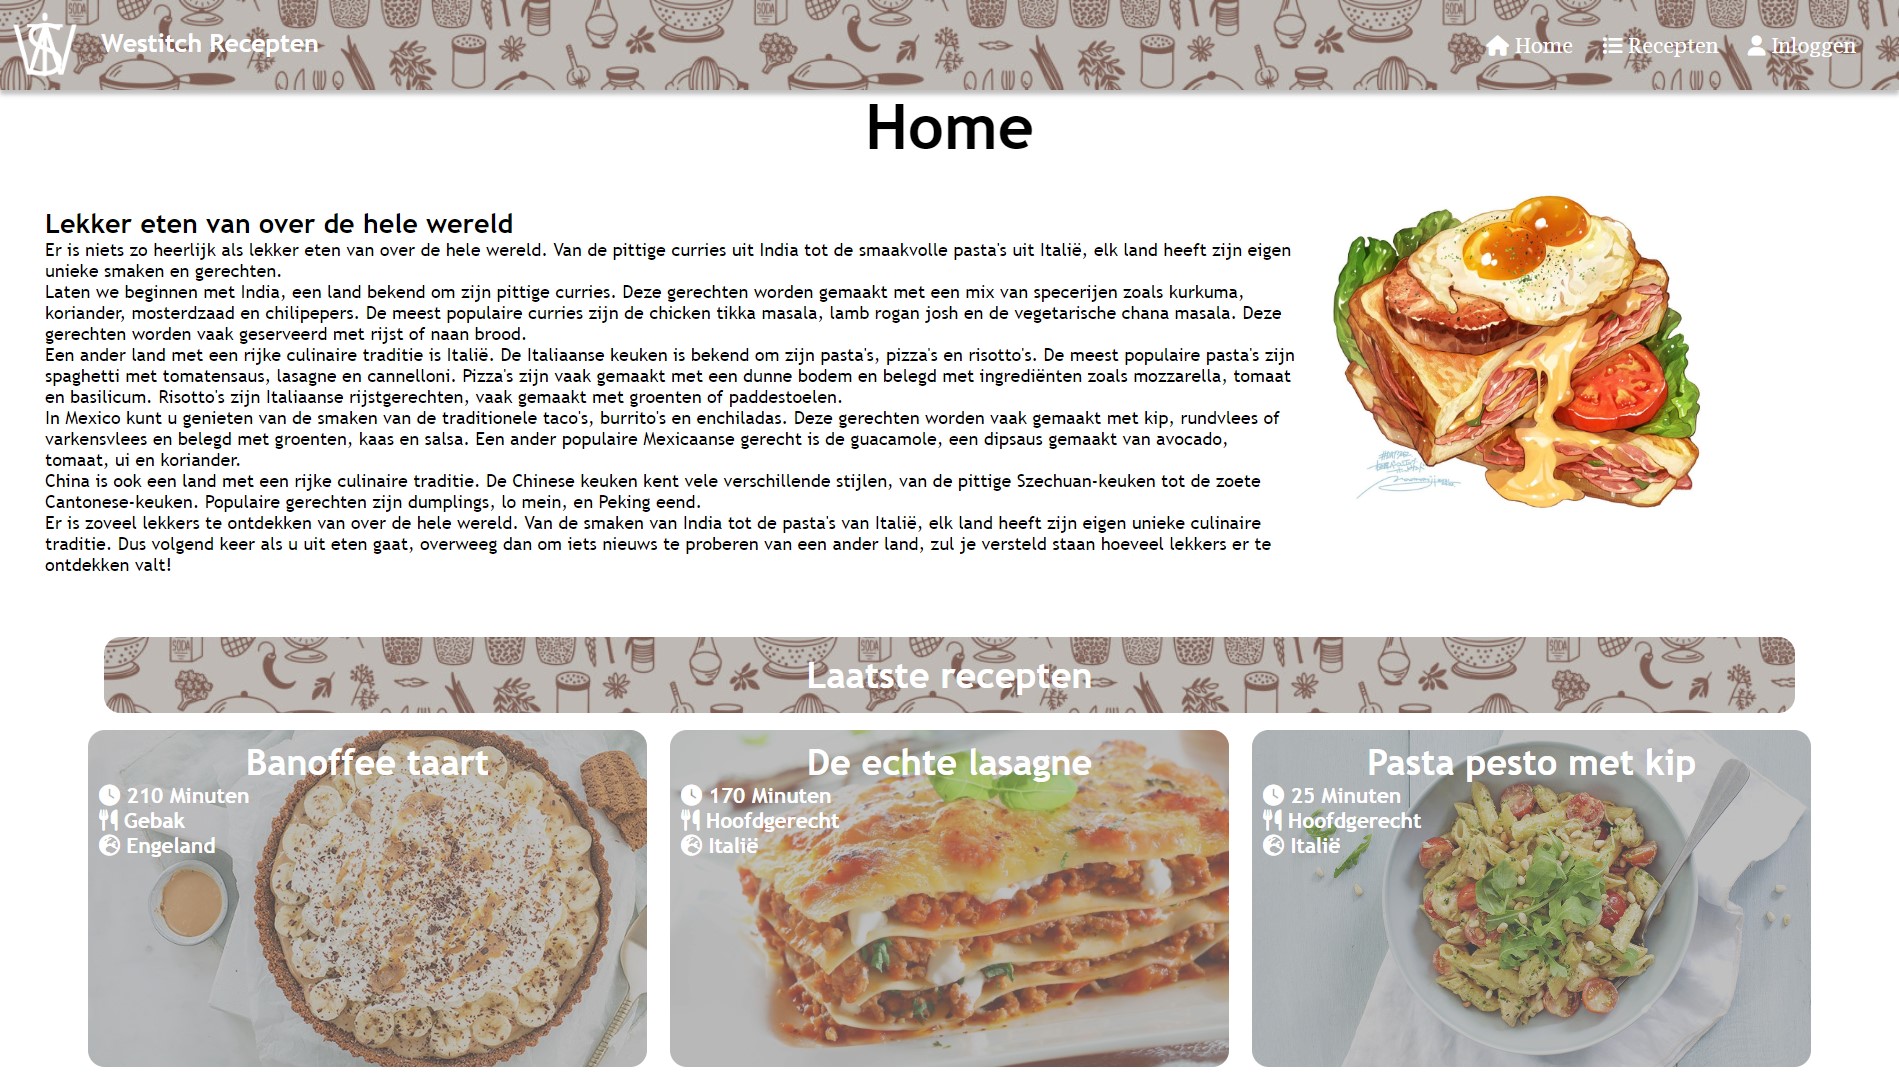 Westitch Recepten
Home
Recepten
Inloggen
Home
Lekker eten van over de hele wereld
Er is niets zo heerlijk als lekker eten van over de hele wereld. Van de pittige curries uit India tot de smaakvolle pasta's uit Italië, elk land heeft zijn eigen
unieke smaken en gerechten.
Laten we beginnen met India, een land bekend om zijn pittige curries. Deze gerechten worden gemaakt met een mix van specerijen zoals kurkuma,
koriander, mosterdzaad en chilipepers. De meest populaire curries zijn de chicken tikka masala, lamb rogan josh en de vegetarische chana masala. Deze
gerechten worden vaak geserveerd met rijst of naan brood.
Een ander land met een rijke culinaire traditie is Italië. De Italiaanse keuken is bekend om zijn pasta's, pizza's en risotto's. De meest populaire pasta's zijn
spaghetti met tomatensaus, lasagne en cannelloni. Pizza's zijn vaak gemaakt met een dunne bodem en belegd met ingrediënten zoals mozzarella, tomaat
en basilicum. Risotto's zijn Italiaanse rijstgerechten, vaak gemaakt met groenten of paddestoelen.
In Mexico kunt u genieten van de smaken van de traditionele taco's, burrito's en enchiladas. Deze gerechten worden vaak gemaakt met kip, rundvlees of
varkensvlees en belegd met groenten, kaas en salsa. Een ander populaire Mexicaanse gerecht is de guacamole, een dipsaus gemaakt van avocado,
tomaat, ui en koriander.
China is ook een land met een rijke culinaire traditie. De Chinese keuken kent vele verschillende stijlen, van de pittige Szechuan-keuken tot de zoete
Cantonese-keuken. Populaire gerechten zijn dumplings, lo mein, en Peking eend.
Er is zoveel lekkers te ontdekken van over de hele wereld. Van de smaken van India tot de pasta's van Italië, elk land heeft zijn eigen unieke culinaire
traditie. Dus volgend keer als u uit eten gaat, overweeg dan om iets nieuws te proberen van een ander land, zul je versteld staan hoeveel lekkers er te
ontdekken valt!
Laatste recepten
Banoffee taart
210 Minuten
Gebak
Engeland
De echte lasagne
170 Minuten
Hoofdgerecht
Italië
Pasta pesto met kip
25 Minuten
Hoofdgerecht
Italië